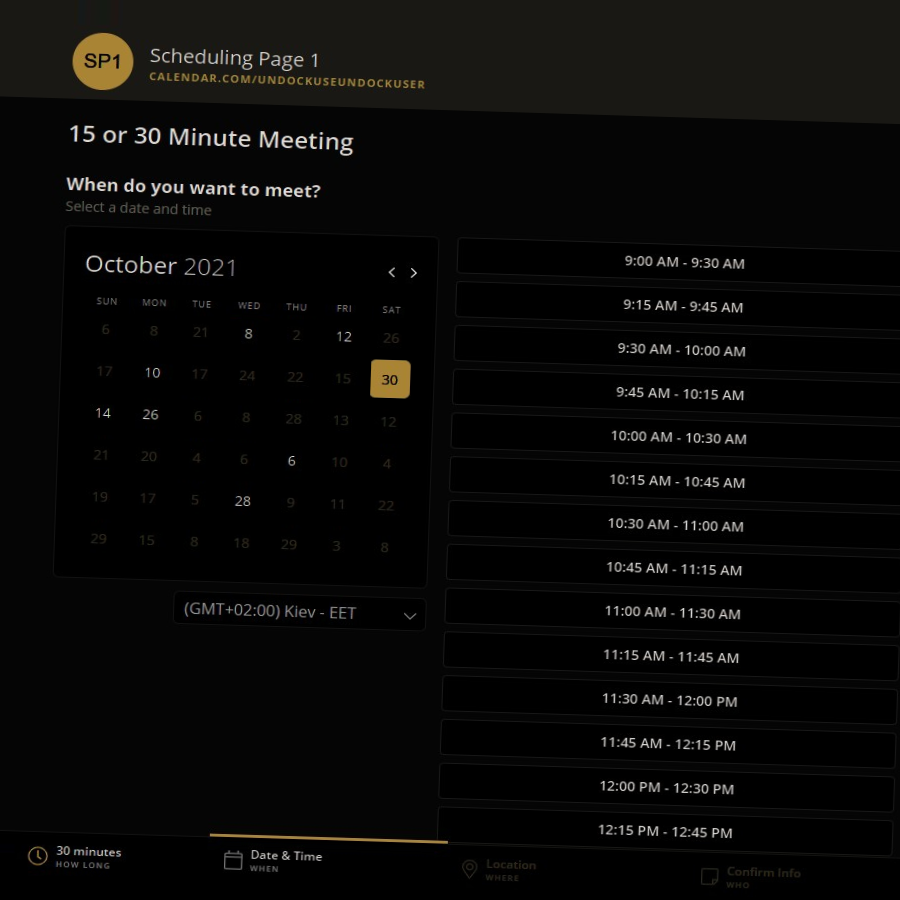 SP1
Scheduling Page 1
CALENDAR.COM/UNDOCKUSEUNDOCKUSER
15 or 30 Minute Meeting
When do you want to meet?
Select a date and time
October 2021
SUN MON TUE WED THU FRI SAT
6 8 21 8 2 12 26
17 10 17 24 22 15 30
14 26 6 8 28 13 12
21 20 4 6 6 10 4
19 17 5 28 9 11 22
29 15 8 18 29 3 8
(GMT+02:00) Kiev - EET
9:00 AM - 9:30 AM
9:15 AM - 9:45 AM
9:30 AM - 10:00 AM
9:45 AM - 10:15 AM
10:00 AM - 10:30 AM
10:15 AM - 10:45 AM
10:30 AM - 11:00 AM
10:45 AM - 11:15 AM
11:00 AM - 11:30 AM
11:15 AM - 11:45 AM
11:30 AM - 12:00 PM
11:45 AM - 12:15 PM
12:00 PM - 12:30 PM
12:15 PM - 12:45 PM
30 minutes
HOW LONG
Date & Time
WHEN
Location
WHERE
Confirm Info
WHO